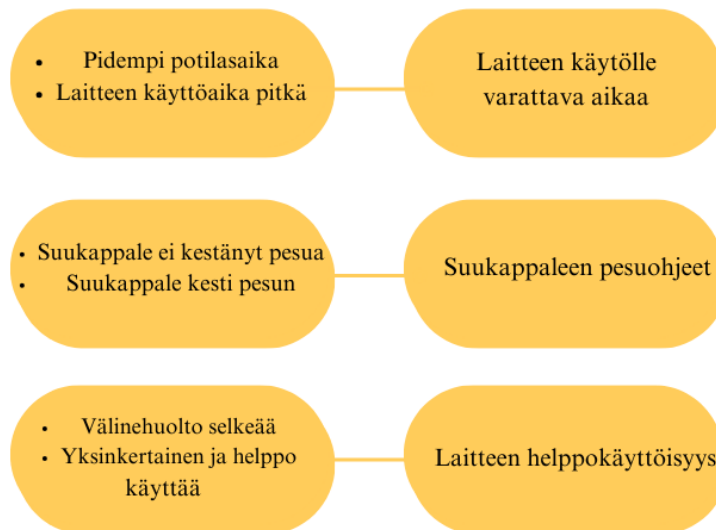 • Pidempi potilasaika
• Laitteen käyttöaika pitkä
Laitteen käytölle
varattava aikaa
• Suukappale ei kestänyt pesua
• Suukappale kesti pesun
Suukappaleen pesuohjeet
• Välinehuolto selkeää
• Yksinkertainen ja helppo
käyttää
Laitteen helppokäyttöisyys